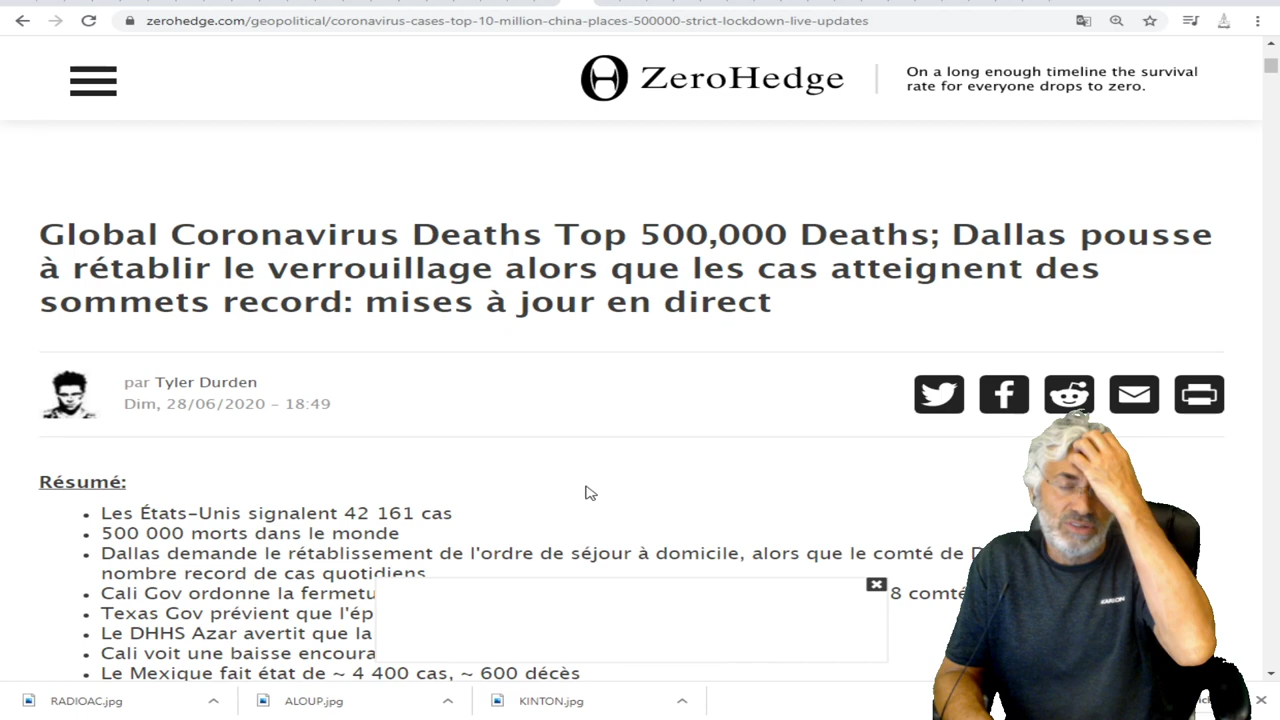 zerohedge.com/geopolitical/coronavirus-cases-top-10-million-china-places-500000-strict-lockdown-live-updates
ZeroHedge
On a long enough timeline the survival
rate for everyone drops to zero.
Global Coronavirus Deaths Top 500,000 Deaths; Dallas pousse
à rétablir le verrouillage alors que les cas atteignent des
sommets record: mises à jour en direct
par Tyler Durden
Dim, 28/06/2020 - 18:49
Résumé:
Les États-Unis signalent 42 161 cas
500 000 morts dans le monde
Dallas demande le rétablissement de l'ordre de séjour à domicile, alors que le comté de
nombre record de cas quotidiens
Cali Gov ordonne la fermetu 8 comté
Texas Gov prévient que l'ép
Le DHHS Azar avertit que la
Cali voit une baisse encoura
Le Mexique fait état de ~ 4 400 cas, ~ 600 décès
RADIOAC.jpg
ALOUP.jpg
KINTON.jpg